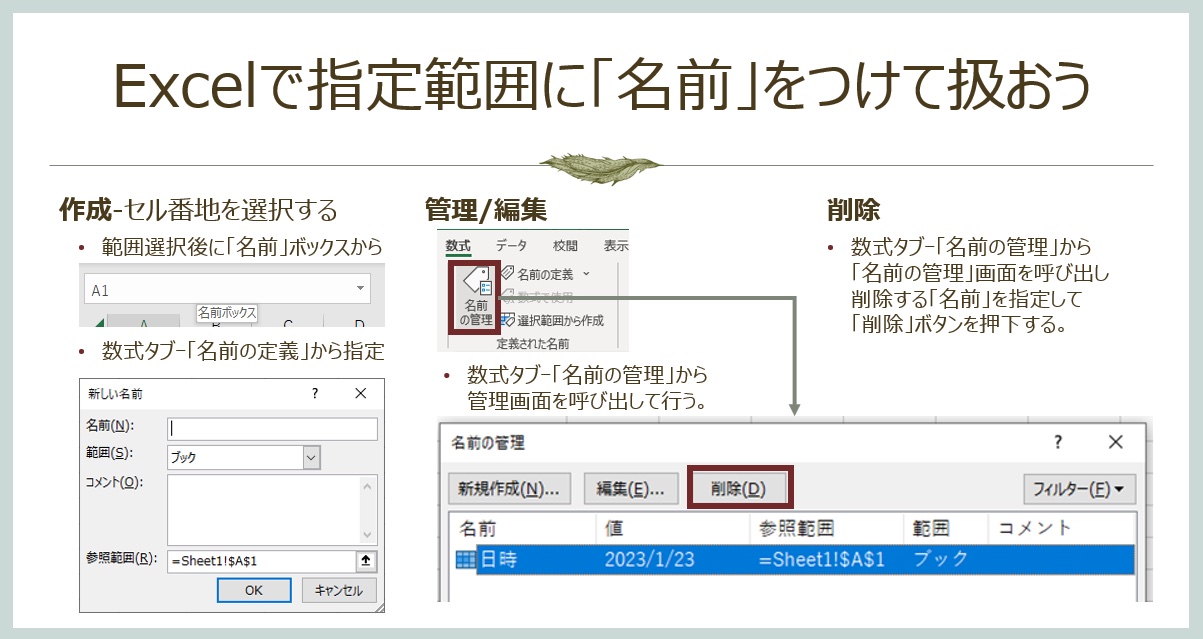 Excelで指定範囲に「名前」をつけて扱おう
作成-セル番地を選択する
• 範囲選択後に「名前」ボックスから
A1
名前ボックス
A B C D
• 数式タブ-「名前の定義」から指定
新しい名前 ? ×
名前(N):
範囲(S): ブック
コメント(O):
参照範囲(R): =Sheet1!$A$1
OK キャンセル
管理/編集
数式 データ 校閲 表示
名前の定義
名前
の管理
数式で使用
選択範囲から作成
定義された名前
• 数式タブ-「名前の管理」から
管理画面を呼び出して行う。
削除
• 数式タブ-「名前の管理」から
「名前の管理」画面を呼び出し
削除する「名前」を指定して
「削除」ボタンを押下する。
名前の管理 ? ×
新規作成(N)... 編集(E)... 削除(D) フィルター(F)
名前 値 参照範囲 範囲 コメント
日時 2023/1/23 =Sheet1!$A$1 ブック